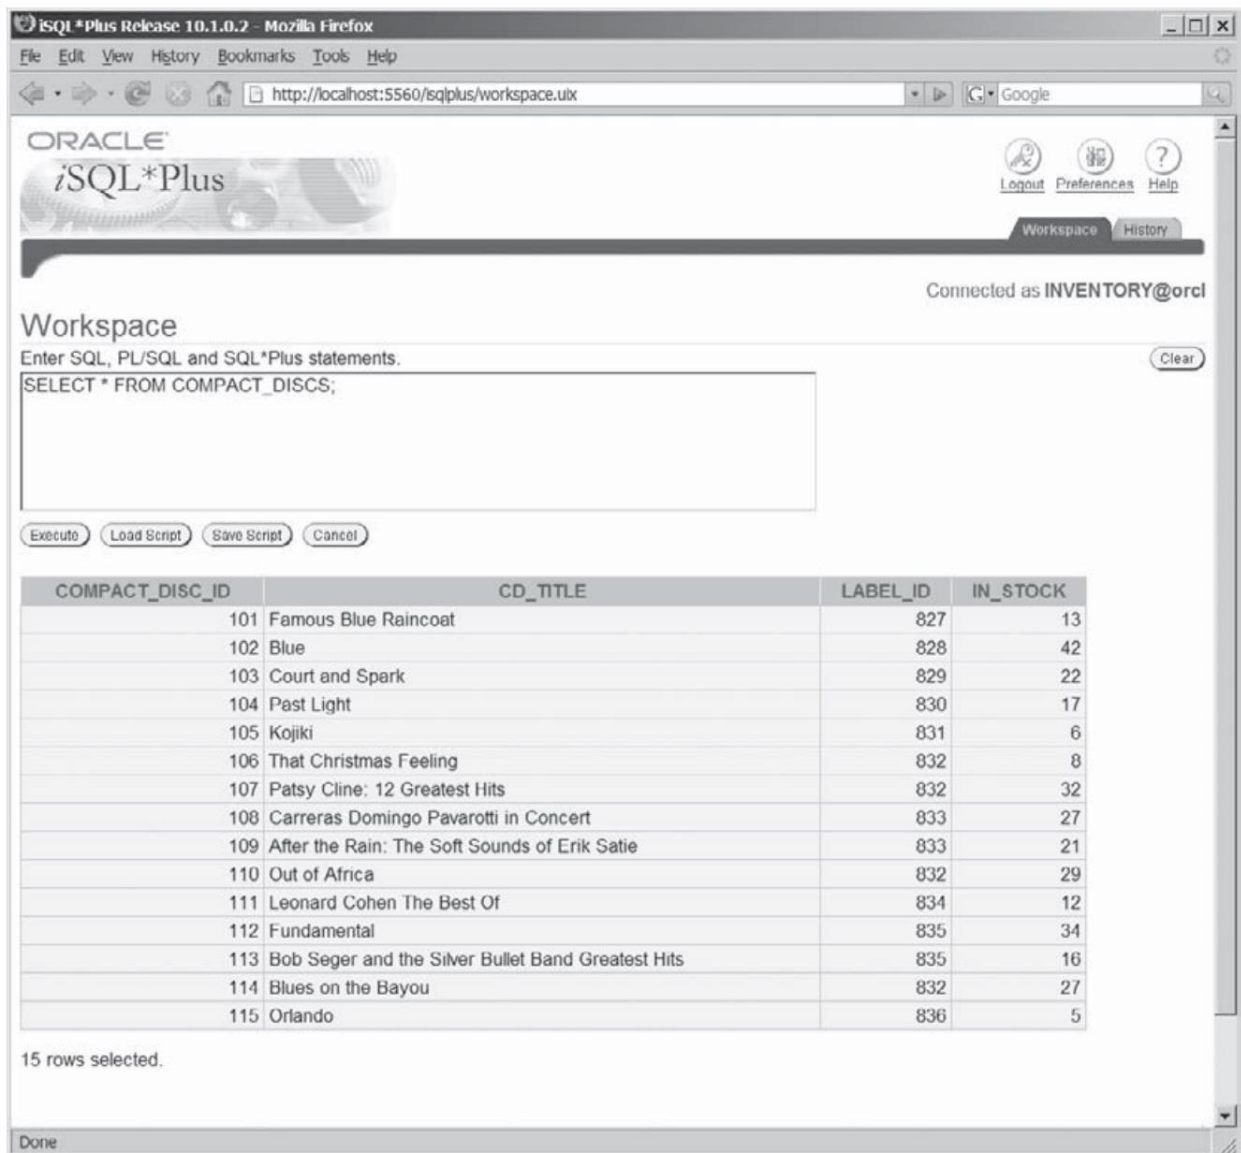 iSQL*Plus Release 10.1.0.2 - Mozilla Firefox
File Edit View History Bookmarks Tools Help
http://localhost:5560/isqlplus/workspace.uix
G Google
ORACLE
iSQL*Plus
Logout Preferences Help
Workspace History
Connected as INVENTORY@orcl
Workspace
Enter SQL, PL/SQL and SQL*Plus statements.
Clear
SELECT * FROM COMPACT_DISCS;
Execute Load Script Save Script Cancel
COMPACT_DISC_ID CD_TITLE LABEL_ID IN_STOCK
101 Famous Blue Raincoat 827 13
102 Blue 828 42
103 Court and Spark 829 22
104 Past Light 830 17
105 Kojiki 831 6
106 That Christmas Feeling 832 8
107 Patsy Cline: 12 Greatest Hits 832 32
108 Carreras Domingo Pavarotti in Concert 833 27
109 After the Rain: The Soft Sounds of Erik Satie 833 21
110 Out of Africa 832 29
111 Leonard Cohen The Best Of 834 12
112 Fundamental 835 34
113 Bob Seger and the Silver Bullet Band Greatest Hits 835 16
114 Blues on the Bayou 832 27
115 Orlando 836 5
15 rows selected.
Done